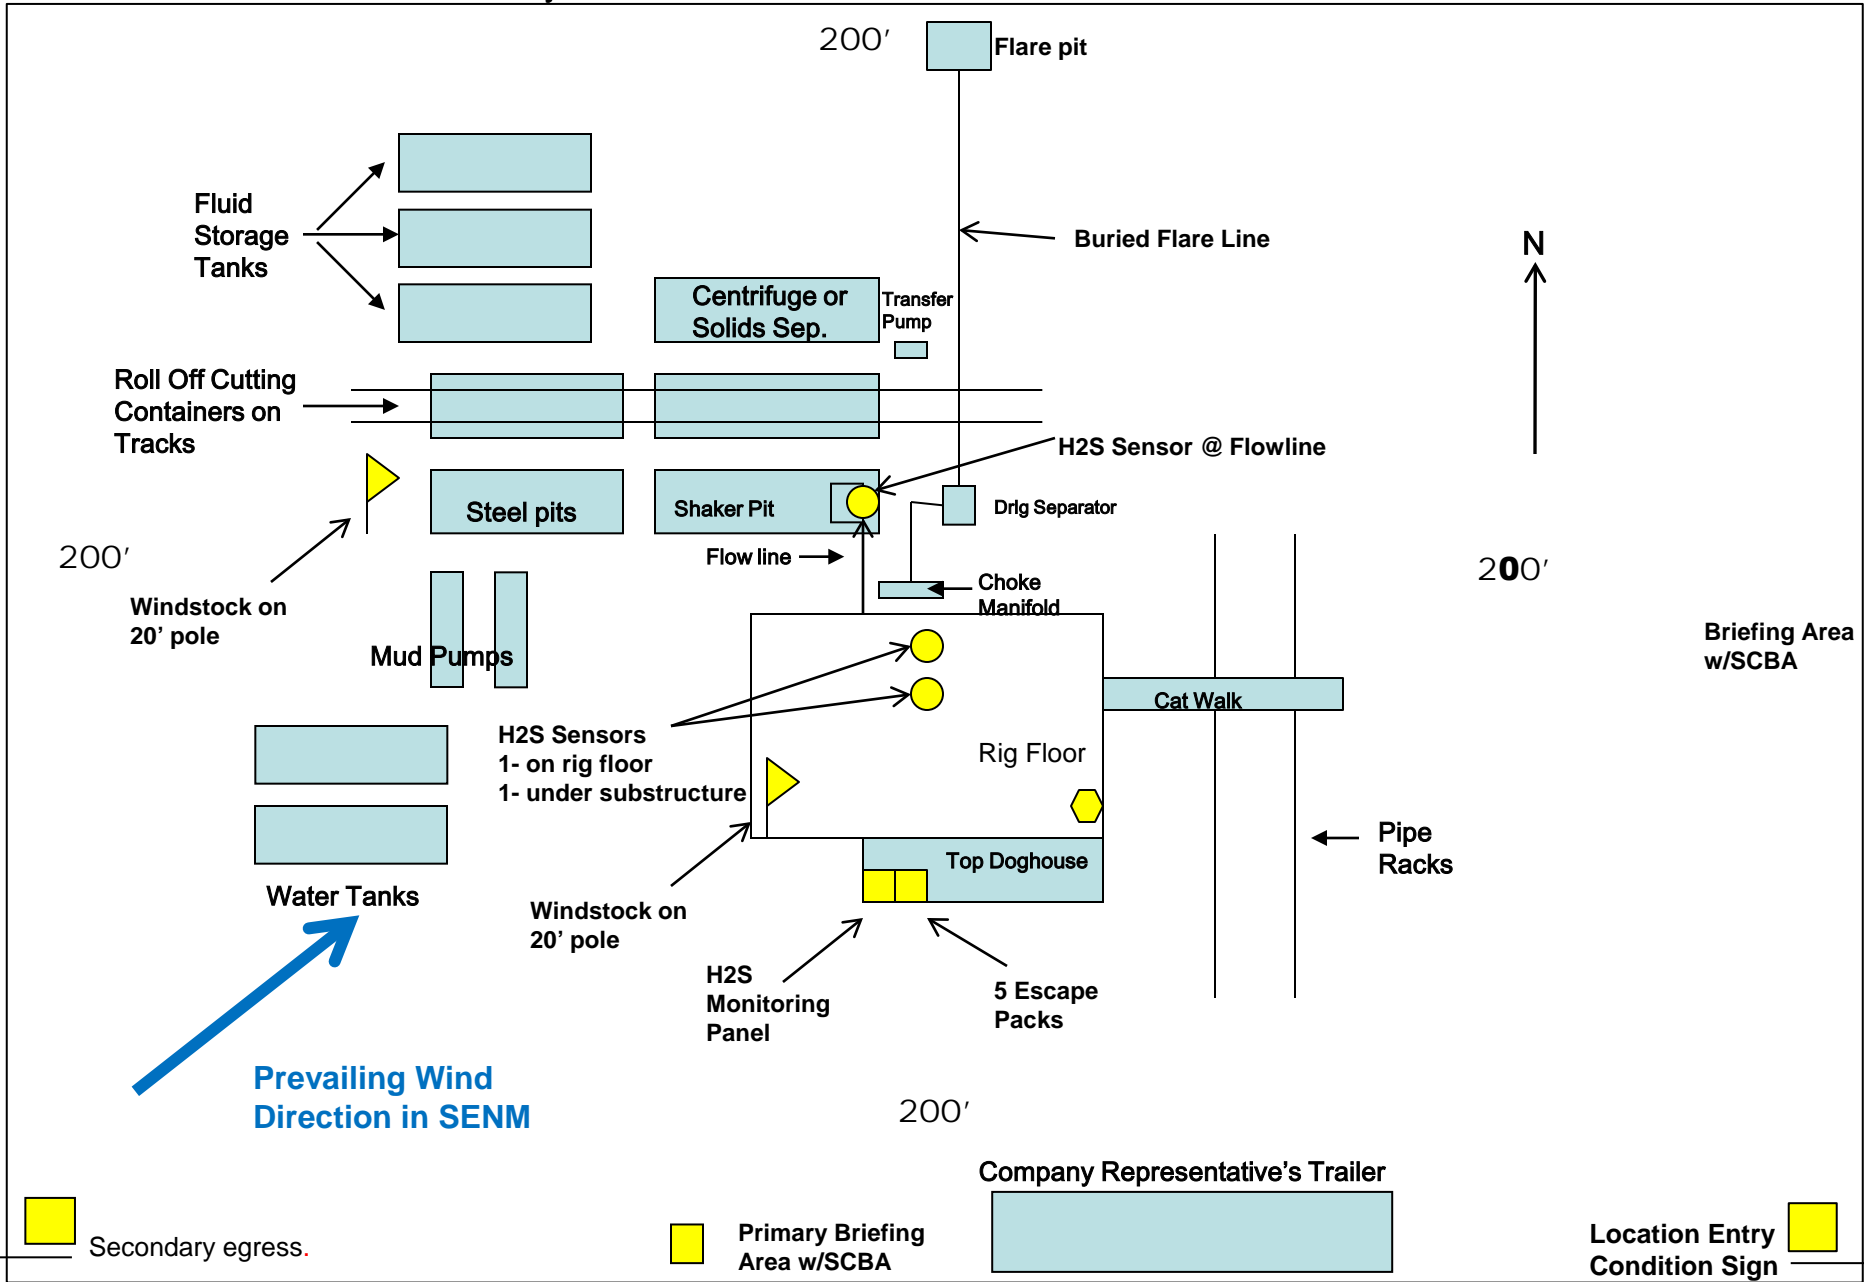 200'
Flare pit
Fluid
Storage
Tanks
Buried Flare Line
N
Centrifuge or
Solids Sep.
Transfer
Pump
Roll Off Cutting
Containers on
Tracks
H2S Sensor @ Flowline
Steel pits
Shaker Pit
Drlg Separator
200'
Flow line
200'
Choke
Manifold
Windstock on
20’ pole
Briefing Area
w/SCBA
Mud Pumps
Cat Walk
H2S Sensors
1- on rig floor
1- under substructure
Rig Floor
Pipe
Racks
Top Doghouse
Water Tanks
Windstock on
20’ pole
H2S
Monitoring
Panel
5 Escape
Packs
Prevailing Wind
Direction in SENM
200'
Company Representative’s Trailer
Secondary egress.
Primary Briefing
Area w/SCBA
Location Entry
Condition Sign